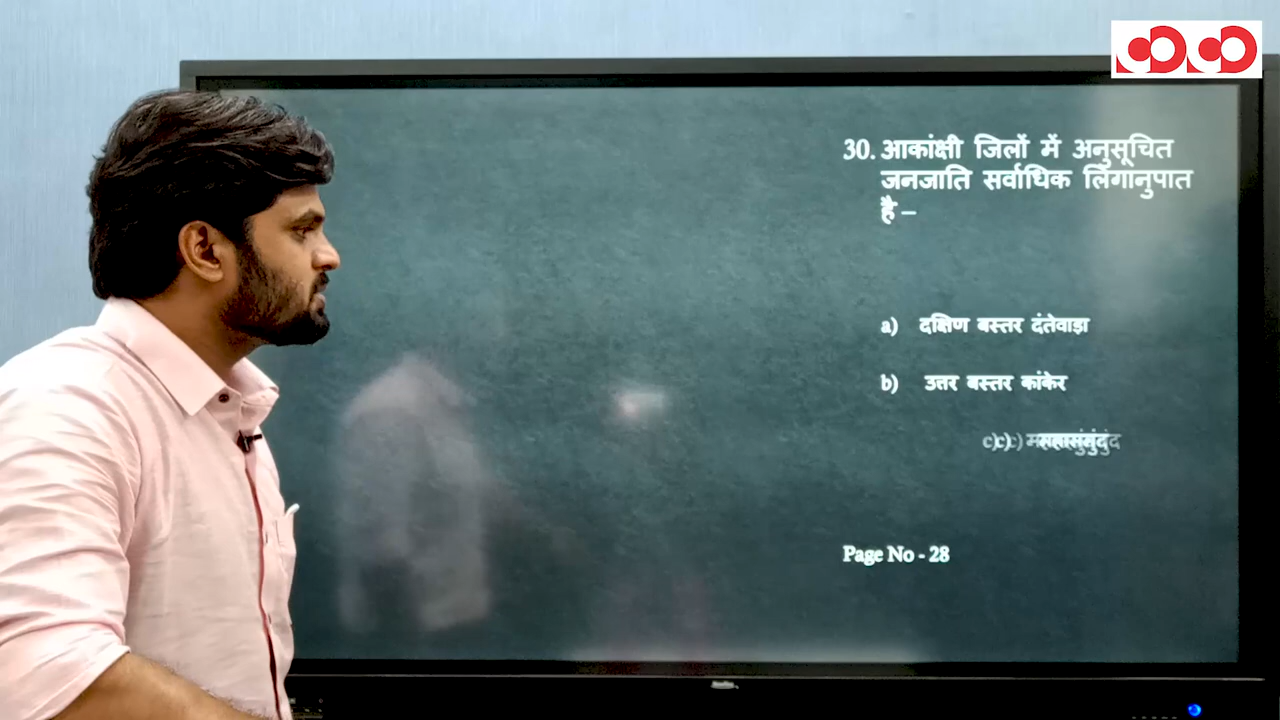 30. आकांक्षी जिलों में अनुसूचित
जनजाति सर्वाधिक लिंगानुपात
है –
a) दक्षिण बस्तर दंतेवाड़ा
b) उत्तर बस्तर कांकेर
c)
Page No - 28